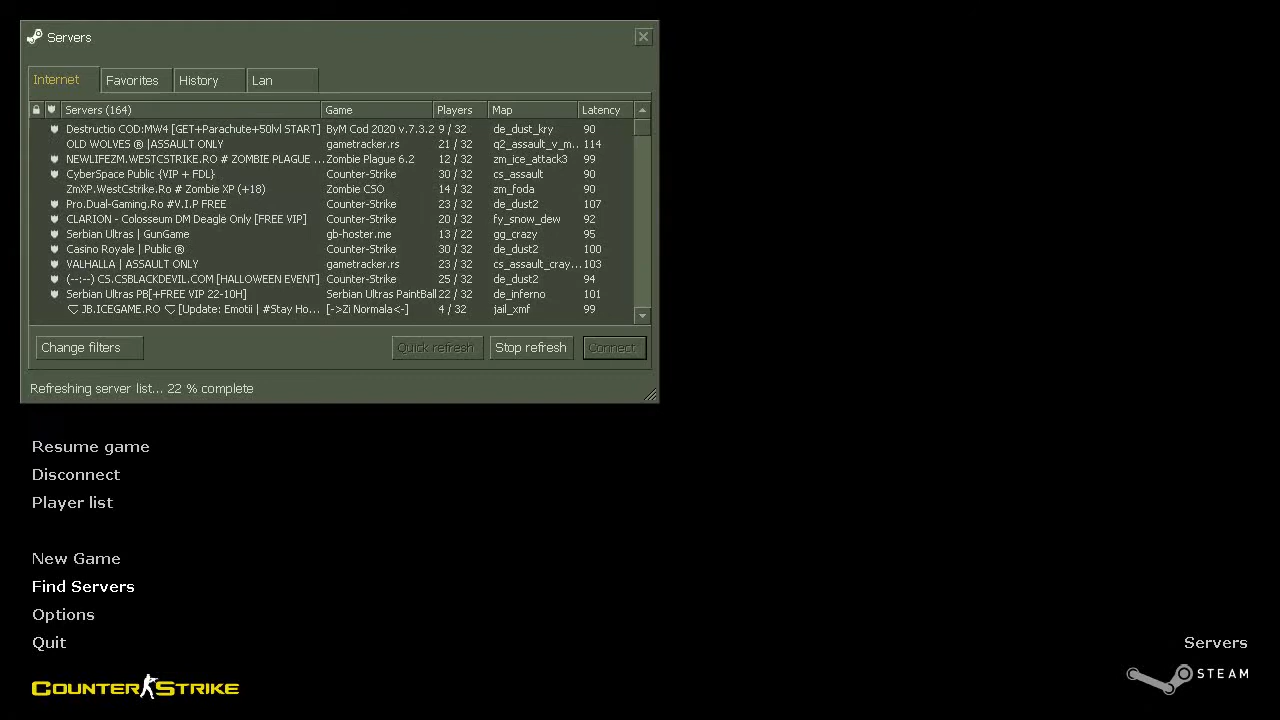 Servers
Internet Favorites History Lan
Servers (164) Game Players Map Latency
Destructio COD:MW4 [GET+Parachute+50lvl START] ByM Cod 2020 v.7.3.2 9 / 32 de_dust_kry 90
OLD WOLVES ® |ASSAULT ONLY gametracker.rs 21 / 32 q2_assault_v_m... 114
NEWLIFEZM.WESTCSTRIKE.RO # ZOMBIE PLAGUE ... Zombie Plague 6.2 12 / 32 zm_ice_attack3 99
CyberSpace Public {VIP + FDL} Counter-Strike 30 / 32 cs_assault 90
ZmXP.WestCstrike.Ro # Zombie XP (+18) Zombie CSO 14 / 32 zm_foda 90
Pro.Dual-Gaming.Ro #V.I.P FREE Counter-Strike 23 / 32 de_dust2 107
CLARION - Colosseum DM Deagle Only [FREE VIP] Counter-Strike 20 / 32 fy_snow_dew 92
Serbian Ultras | GunGame gb-hoster.me 13 / 22 gg_crazy 95
Casino Royale | Public ® Counter-Strike 30 / 32 de_dust2 100
VALHALLA | ASSAULT ONLY gametracker.rs 23 / 32 cs_assault_cray... 103
(--:--) CS.CSBLACKDEVIL.COM [HALLOWEEN EVENT] Counter-Strike 25 / 32 de_dust2 94
Serbian Ultras PB[+FREE VIP 22-10H] Serbian Ultras PaintBall 22 / 32 de_inferno 101
♡ JB.ICEGAME.RO ♡ [Update: Emotii | #Stay Ho... [->Zi Normala<-] 4 / 32 jail_xmf 99
Change filters Quick refresh Stop refresh Connect
Refreshing server list... 22 % complete
Resume game
Disconnect
Player list
New Game
Find Servers
Options
Quit
Servers
COUNTER STRIKE
STEAM